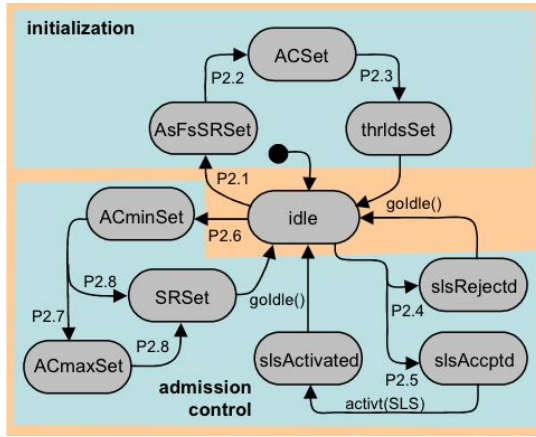 initialization
ACSet
P2.2
P2.3
AsFsSRSet
thrldsSet
P2.1
ACminSet
idle
goIdle()
P2.6
P2.8
SRSet
goIdle()
slsRejectd
P2.4
P2.7
P2.8
ACmaxSet
slsActivated
slsAccptd
P2.5
admission
control
activt(SLS)